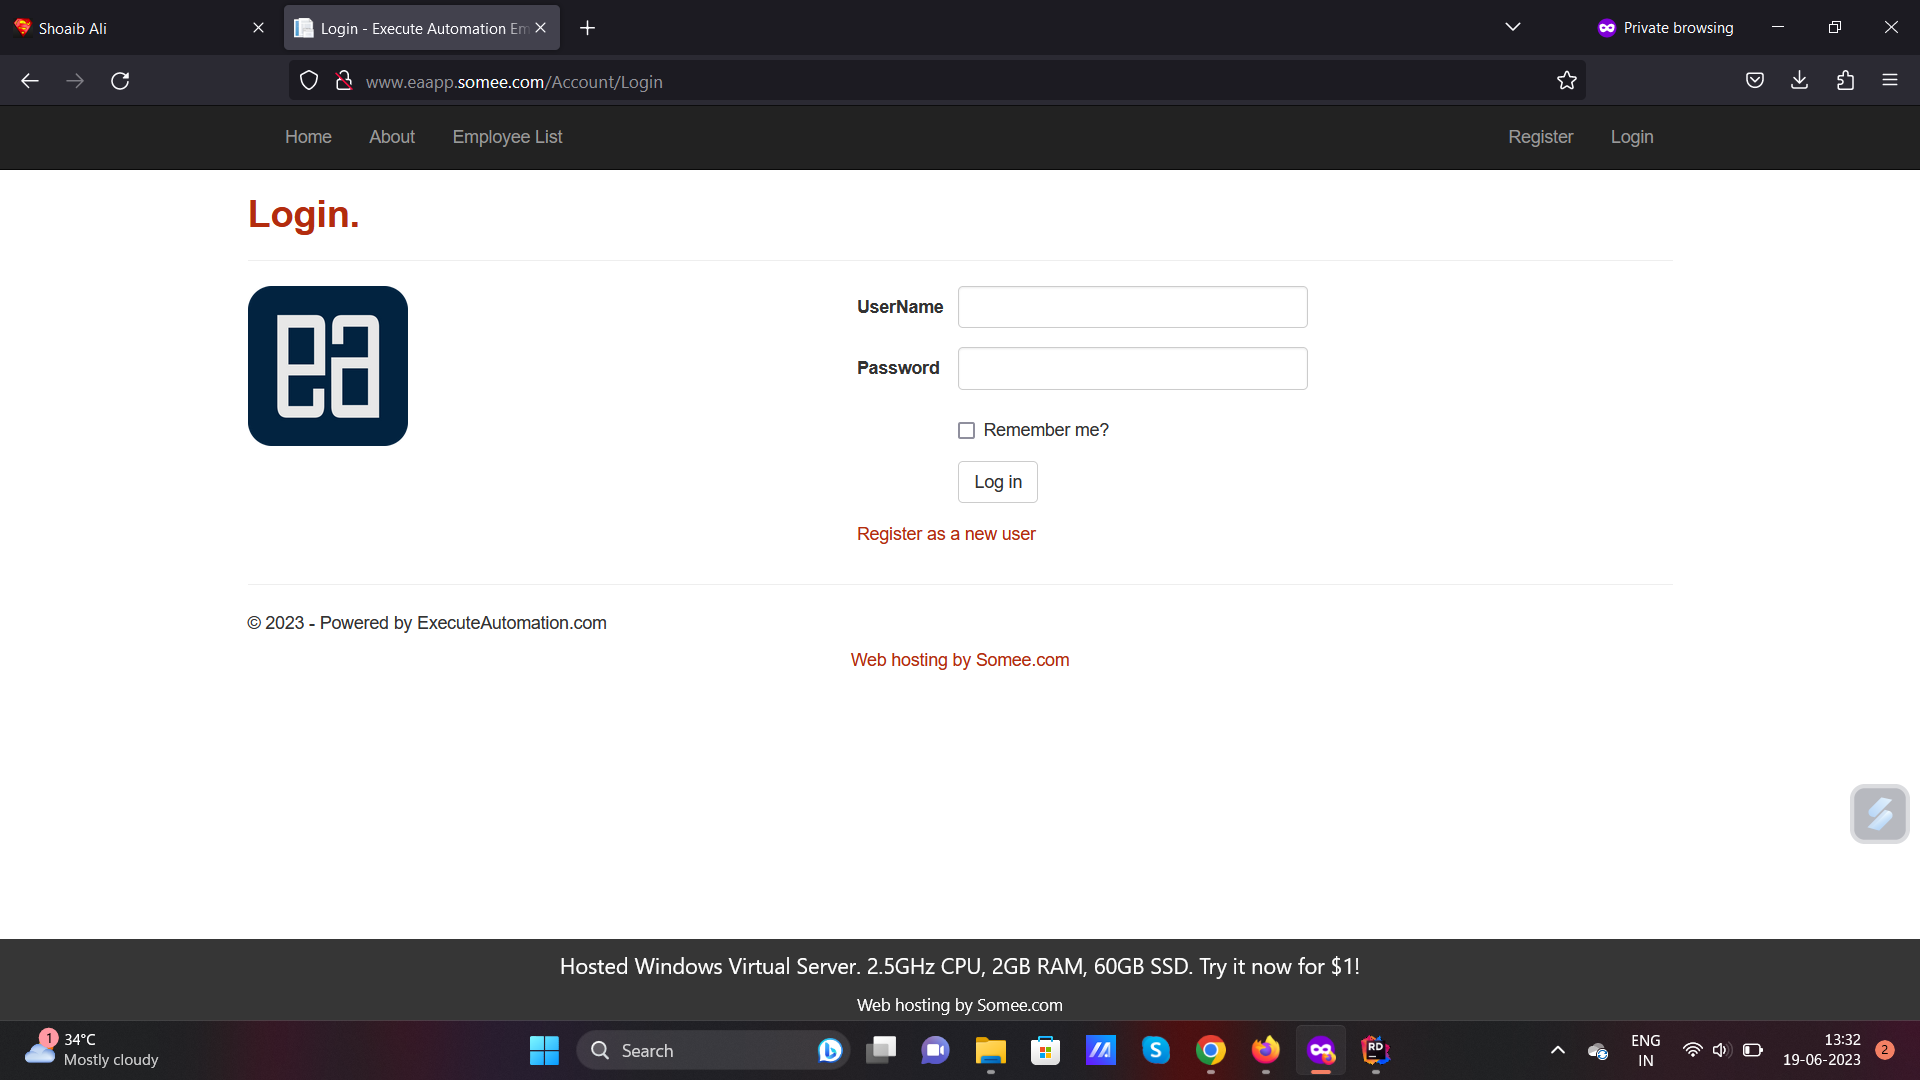 Shoaib Ali
Login - Execute Automation Em
Private browsing
www.eaapp.somee.com/Account/Login
Home About Employee List Register Login
Login.
ea
UserName
Password
Remember me?
Log in
Register as a new user
© 2023 - Powered by ExecuteAutomation.com
Web hosting by Somee.com
Hosted Windows Virtual Server. 2.5GHz CPU, 2GB RAM, 60GB SSD. Try it now for $1!
Web hosting by Somee.com
1
34°C
Mostly cloudy
Search
S
RD
ENG
IN
13:32
19-06-2023
2